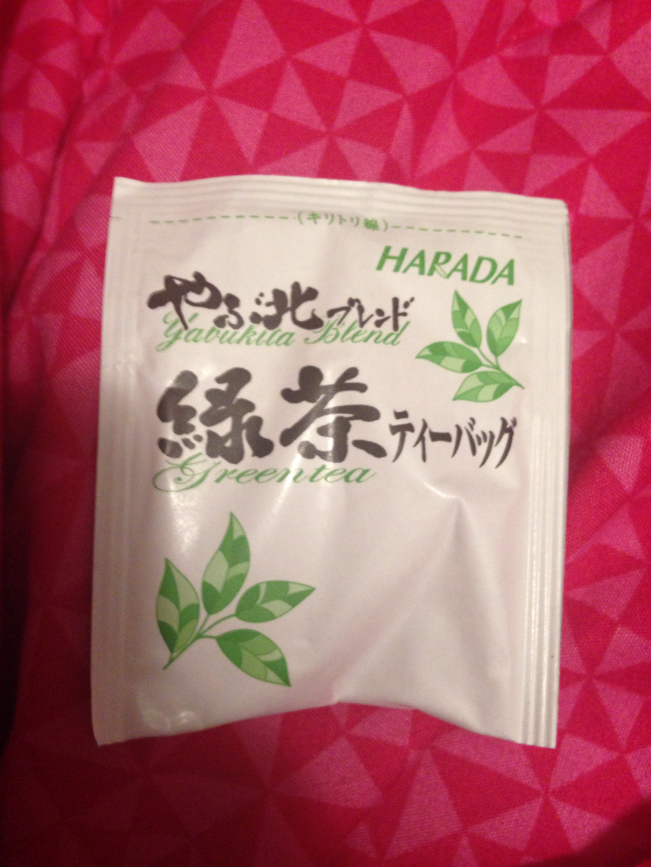 (キリトリ線)
HARADA
やぶ北ブレンド
Yabukita Blend
緑茶ティーバッグ
Greentea